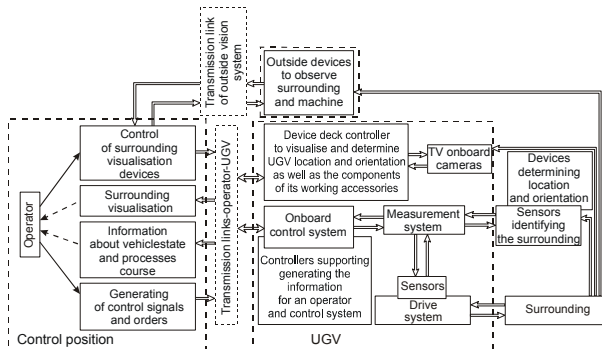 Transmission link
of outside vision
system
Outside devices
to observe
surrounding
and machine
Control
of surrounding
visualisation
devices
Surrounding
visualisation
Information
about vehiclestate
and processes
course
Generating
of control signals
and orders
Operator
Control position
Transmission links-operator-UGV
Device deck controller
to visualise and determine
UGV location and orientation
as well as the components
of its working accessories
TV onboard
cameras
Onboard
control system
Measurement
system
Controllers supporting
generating the
information
for an operator
and control system
Sensors
Drive
system
UGV
Devices
determining
location
and orientation
Sensors
identifying
the surrounding
Surrounding